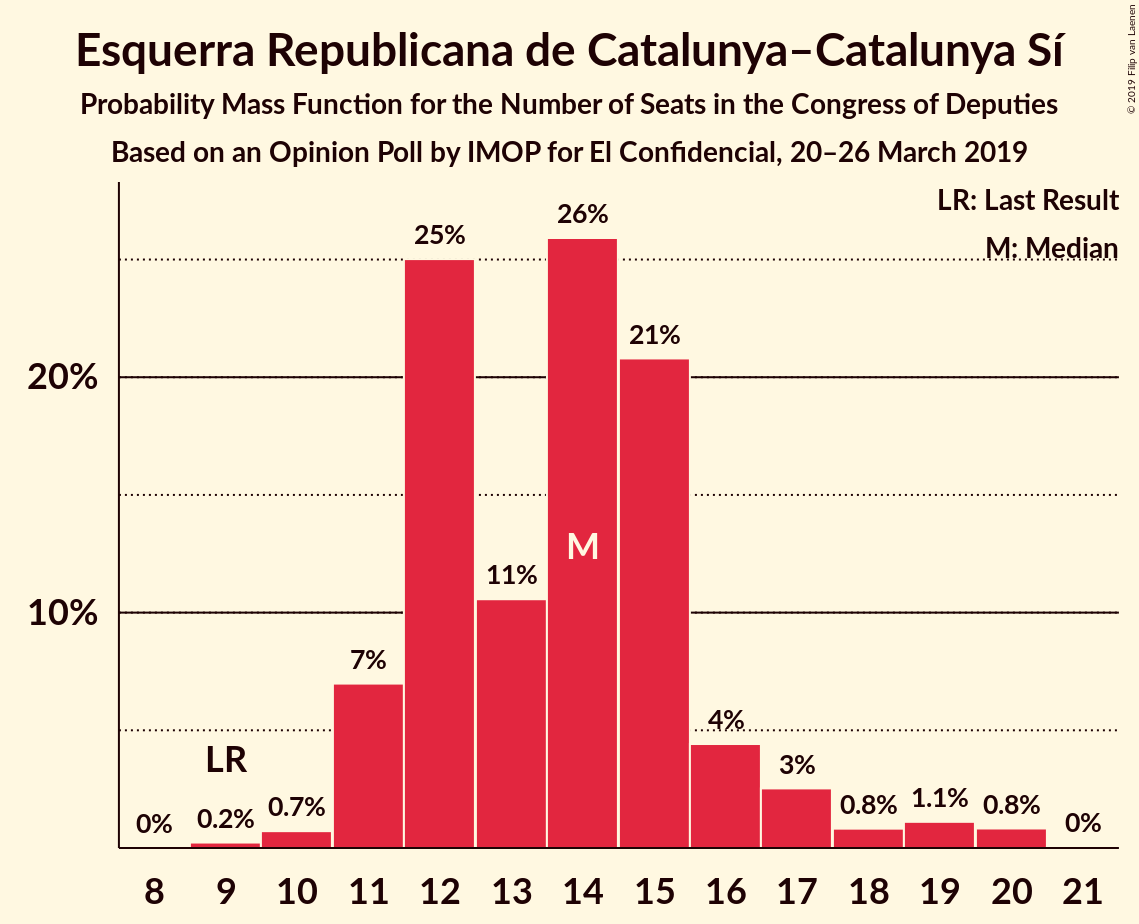 Esquerra Republicana de Catalunya–Catalunya Sí
Probability Mass Function for the Number of Seats in the Congress of Deputies
Based on an Opinion Poll by IMOP for El Confidencial, 20–26 March 2019
© 2019 Filip van Laenen
LR: Last Result
M: Median
20%
10%
0%
LR
0.2%
0.7%
7%
25%
11%
26%
M
21%
4%
3%
0.8%
1.1%
0.8%
0%
8 9 10 11 12 13 14 15 16 17 18 19 20 21